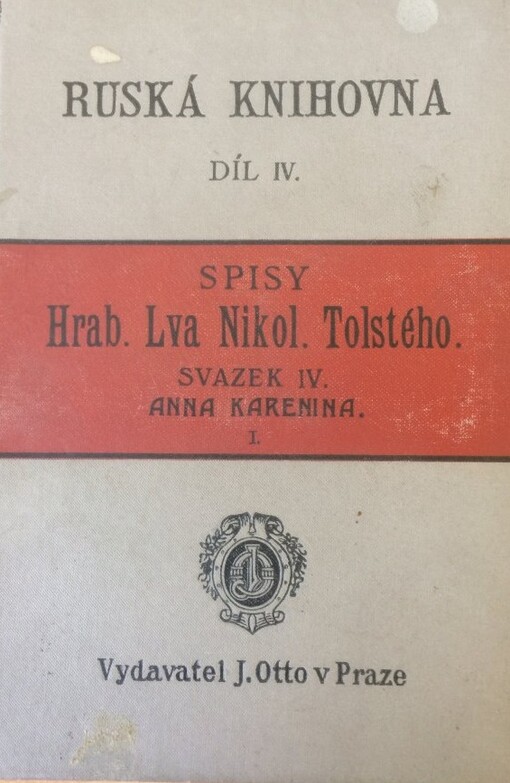 RUSKÁ KNIHOVNA
DÍL IV.
SPISY
Hrab. Lva Nikol. Tolstého.
SVAZEK IV.
ANNA KARENINA.
I.
Vydavatel J. Otto v Praze